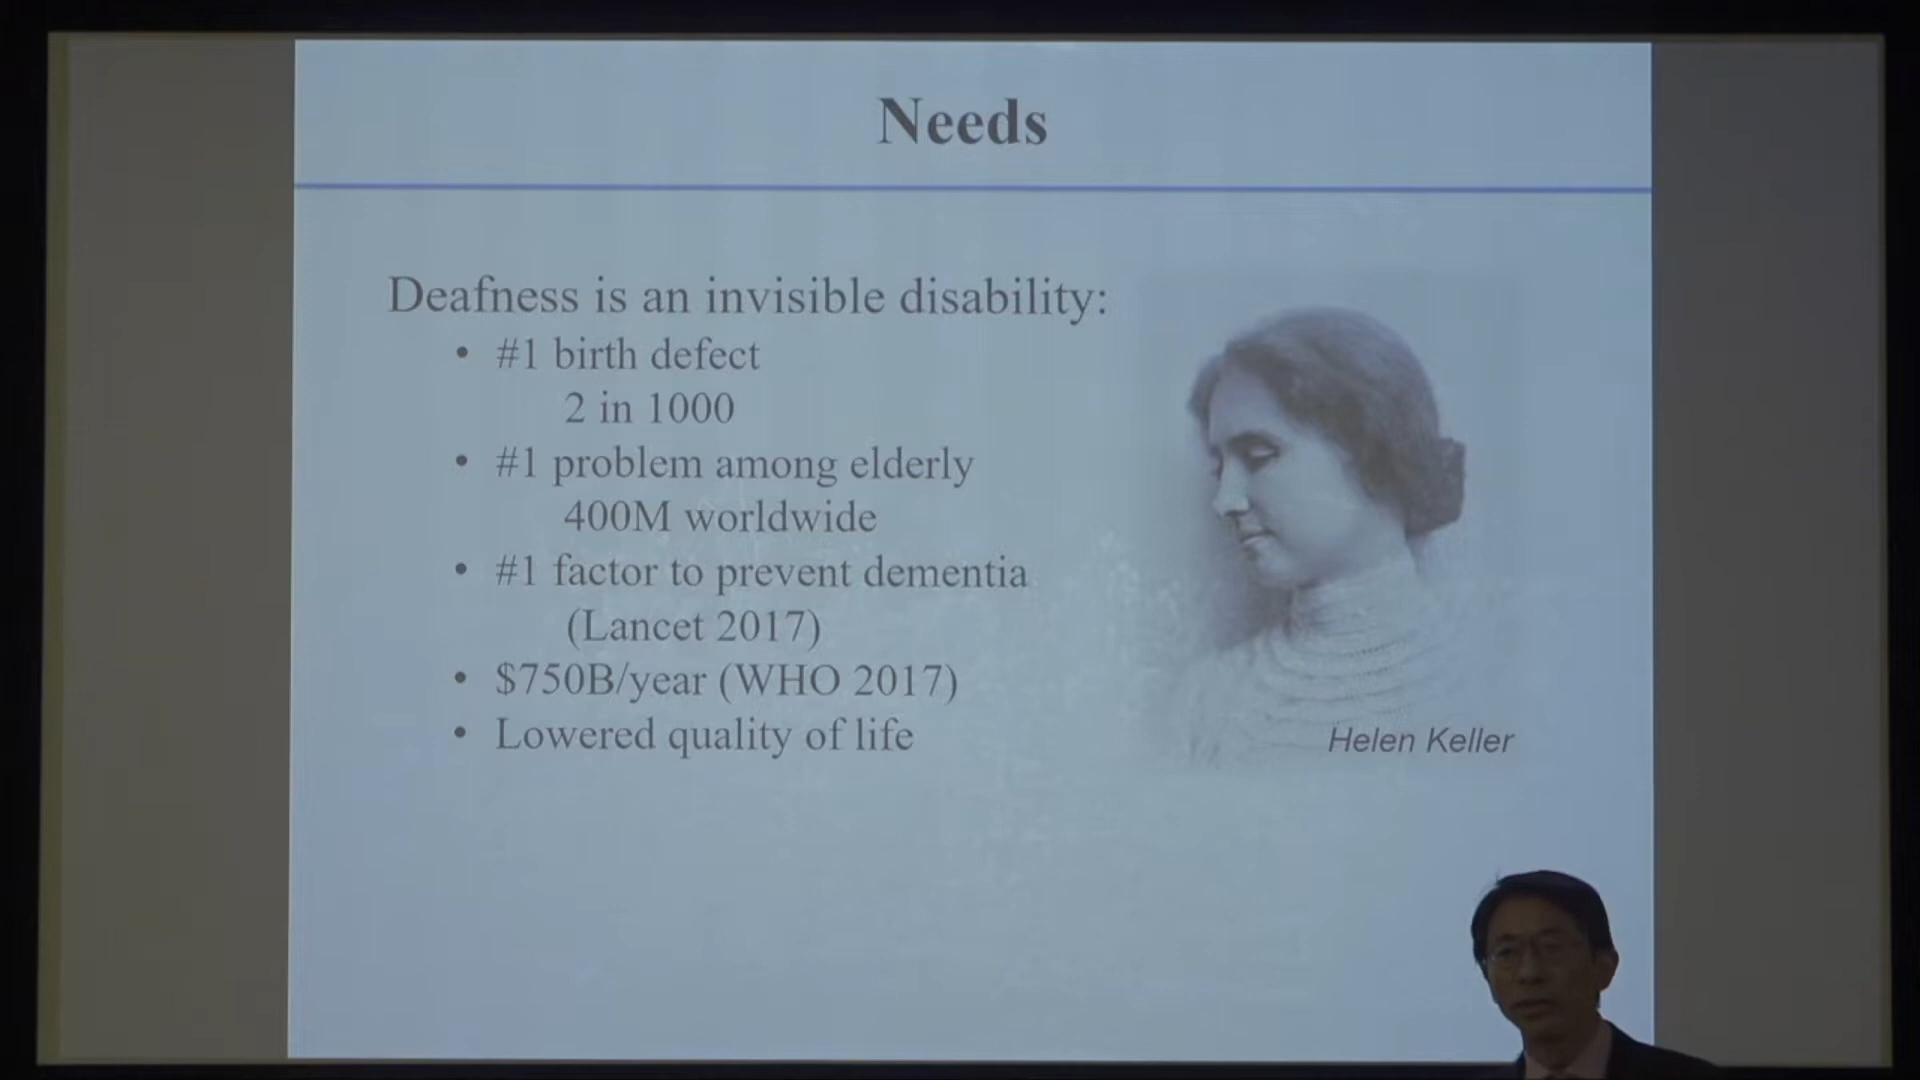 Needs
Deafness is an invisible disability:
• #1 birth defect
2 in 1000
• #1 problem among elderly
400M worldwide
• #1 factor to prevent dementia
(Lancet 2017)
• $750B/year (WHO 2017)
• Lowered quality of life
Helen Keller